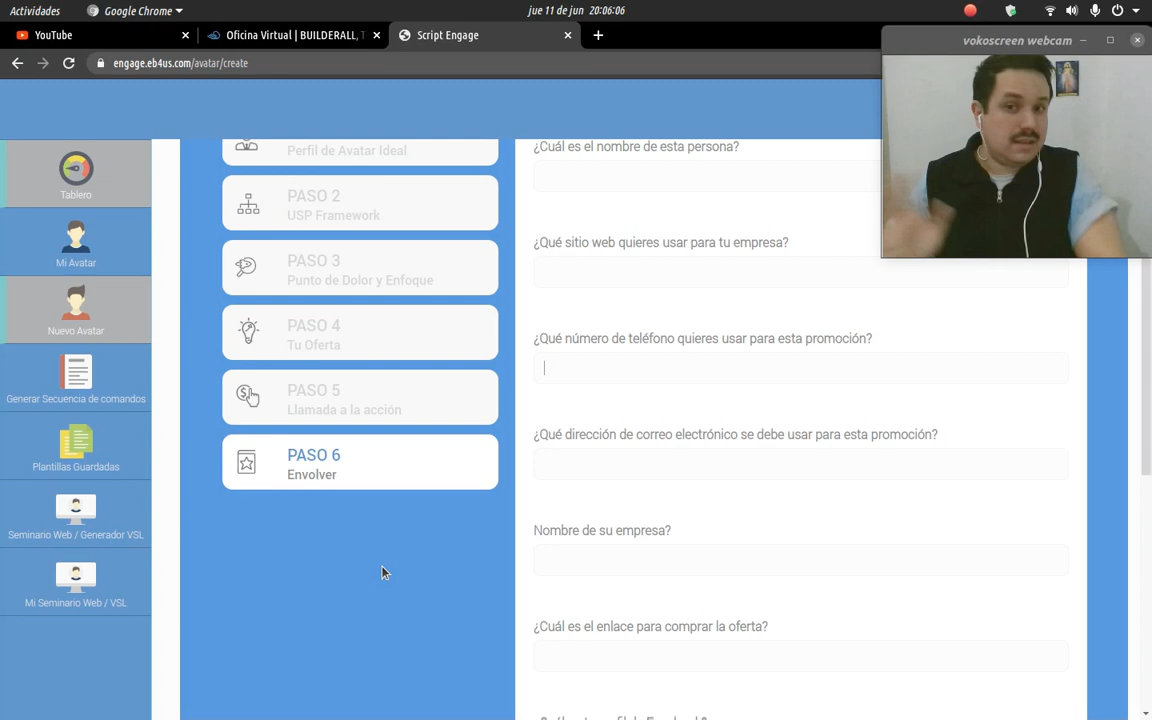 Actividades
Google Chrome
jue 11 de jun 20:06:06
YouTube
Oficina Virtual | BUILDERALL, T
Script Engage
vokoscreen webcam
engage.eb4us.com/avatar/create
Tablero
Mi Avatar
Nuevo Avatar
Generar Secuencia de comandos
Plantillas Guardadas
Seminario Web / Generador VSL
Mi Seminario Web / VSL
Perfil de Avatar Ideal
PASO 2
USP Framework
PASO 3
Punto de Dolor y Enfoque
PASO 4
Tu Oferta
PASO 5
Llamada a la acción
PASO 6
Envolver
¿Cuál es el nombre de esta persona?
¿Qué sitio web quieres usar para tu empresa?
¿Qué número de teléfono quieres usar para esta promoción?
¿Qué dirección de correo electrónico se debe usar para esta promoción?
Nombre de su empresa?
¿Cuál es el enlace para comprar la oferta?